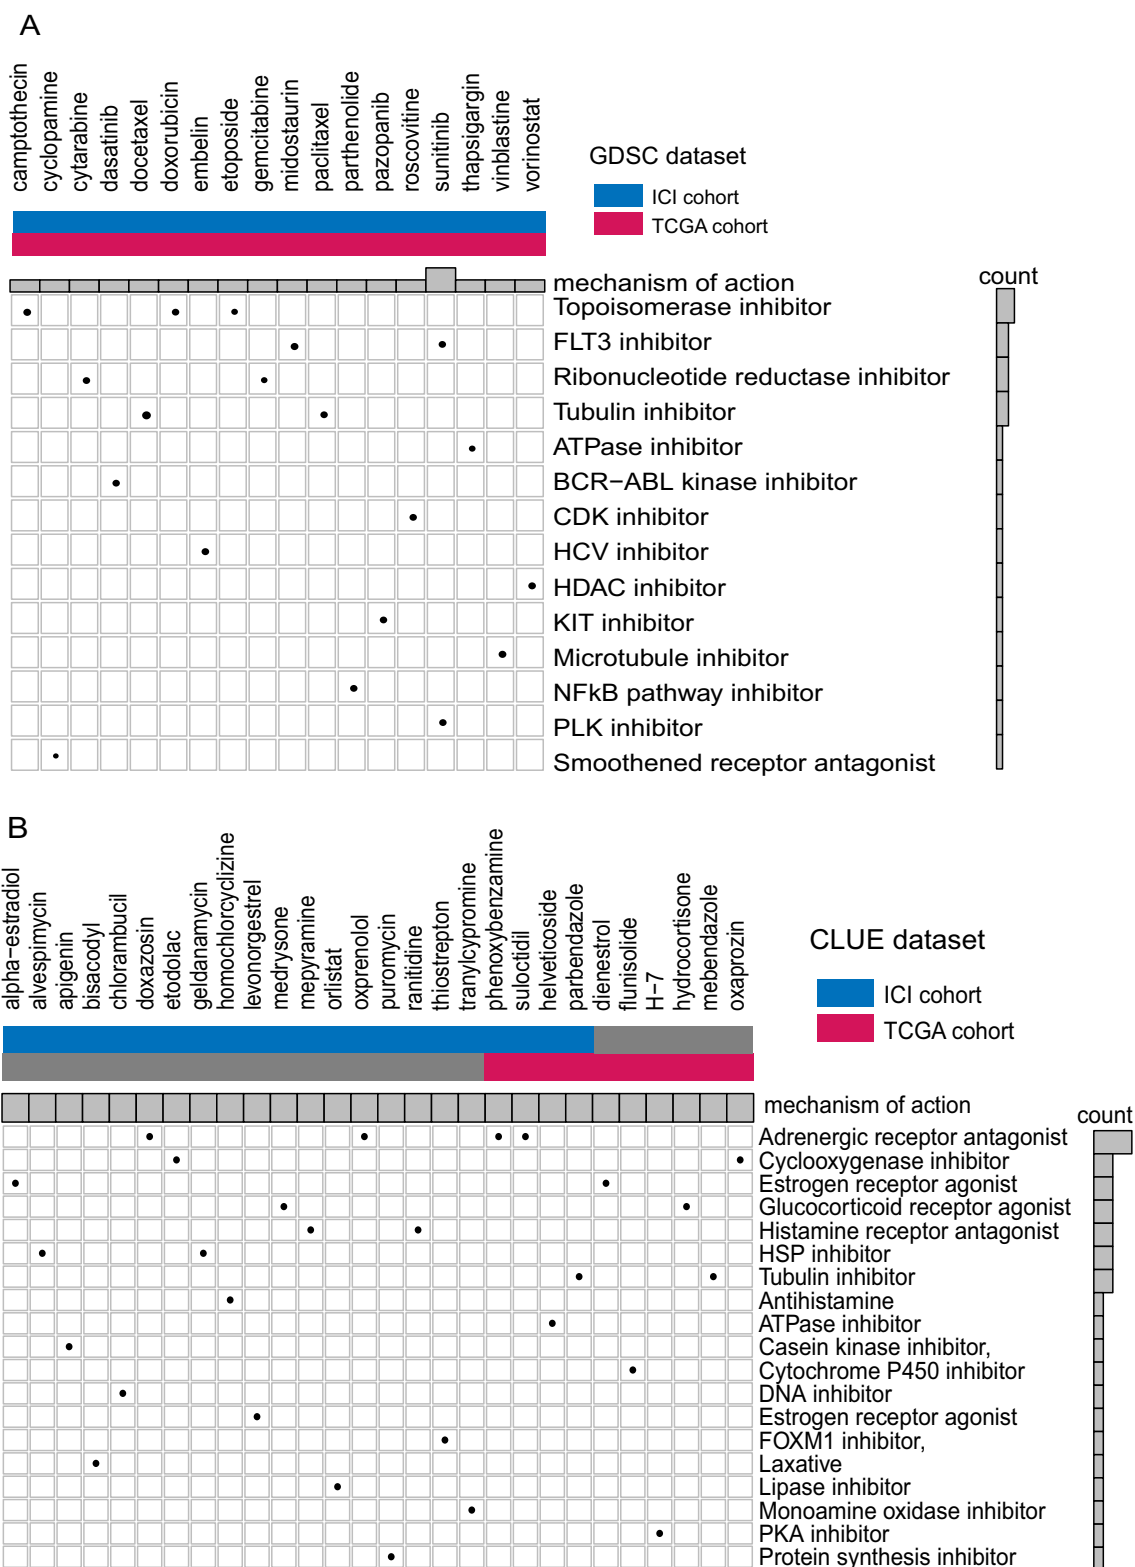 A
camptothecin
cyclopamine
cytarabine
dasatinib
docetaxel
doxorubicin
embelin
etoposide
gemcitabine
midostaurin
paclitaxel
parthenolide
pazopanib
roscovitine
sunitinib
thapsigargin
vinblastine
vorinostat
GDSC dataset
ICI cohort
TCGA cohort
mechanism of action
count
Topoisomerase inhibitor
FLT3 inhibitor
Ribonucleotide reductase inhibitor
Tubulin inhibitor
ATPase inhibitor
BCR−ABL kinase inhibitor
CDK inhibitor
HCV inhibitor
HDAC inhibitor
KIT inhibitor
Microtubule inhibitor
NFkB pathway inhibitor
PLK inhibitor
Smoothened receptor antagonist
B
alpha−estradiol
alvespimycin
apigenin
bisacodyl
chlorambucil
doxazosin
etodolac
geldanamycin
homochlorcyclizine
levonorgestrel
medrysone
mepyramine
orlistat
oxprenolol
puromycin
ranitidine
thiostrepton
tranylcypromine
phenoxybenzamine
suloctidil
helveticoside
parbendazole
dienestrol
flunisolide
H−7
hydrocortisone
mebendazole
oxaprozin
CLUE dataset
ICI cohort
TCGA cohort
mechanism of action
count
Adrenergic receptor antagonist
Cyclooxygenase inhibitor
Estrogen receptor agonist
Glucocorticoid receptor agonist
Histamine receptor antagonist
HSP inhibitor
Tubulin inhibitor
Antihistamine
ATPase inhibitor
Casein kinase inhibitor,
Cytochrome P450 inhibitor
DNA inhibitor
Estrogen receptor agonist
FOXM1 inhibitor,
Laxative
Lipase inhibitor
Monoamine oxidase inhibitor
PKA inhibitor
Protein synthesis inhibitor